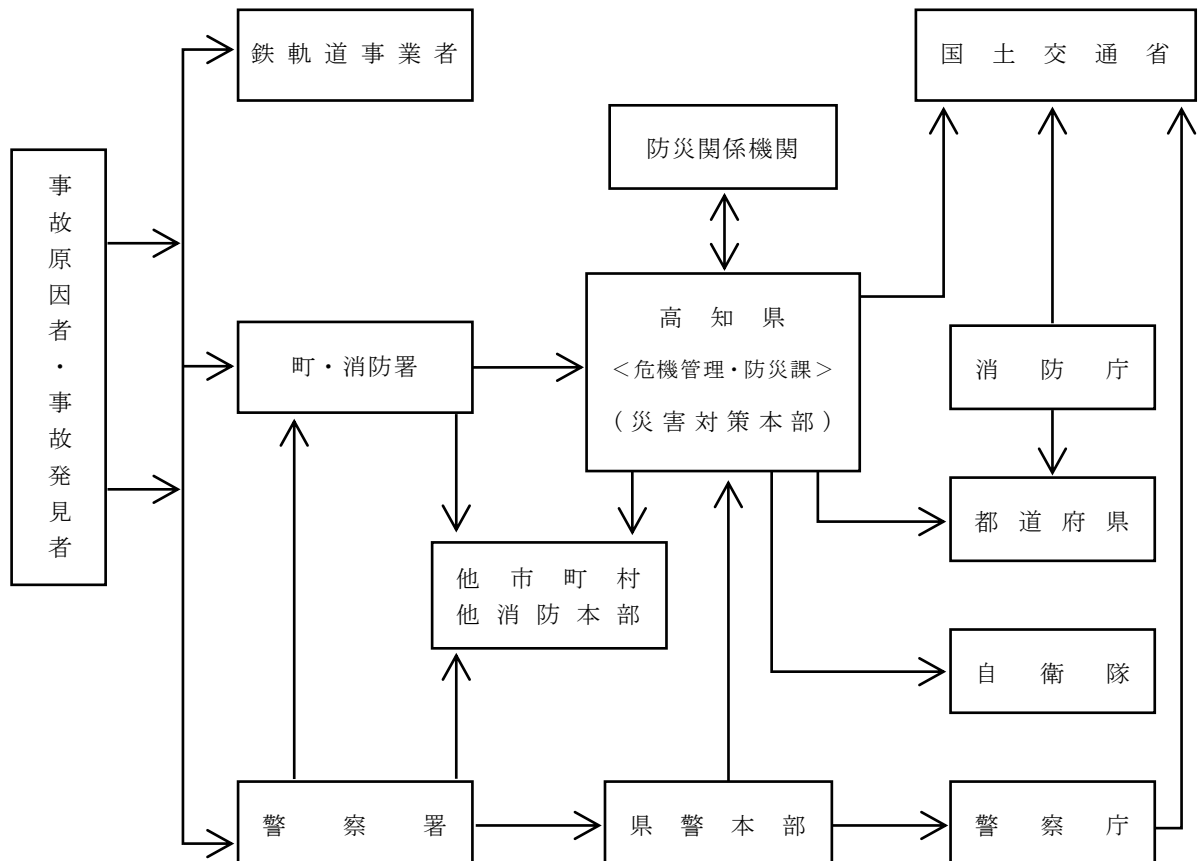 鉄軌道事業者
国土交通省
防災関係機関
事故原因者・事故発見者
高知県
＜危機管理・防災課＞
(災害対策本部)
町・消防署
消防庁
都道府県
他市町村
他消防本部
自衛隊
警察署
県警本部
警察庁